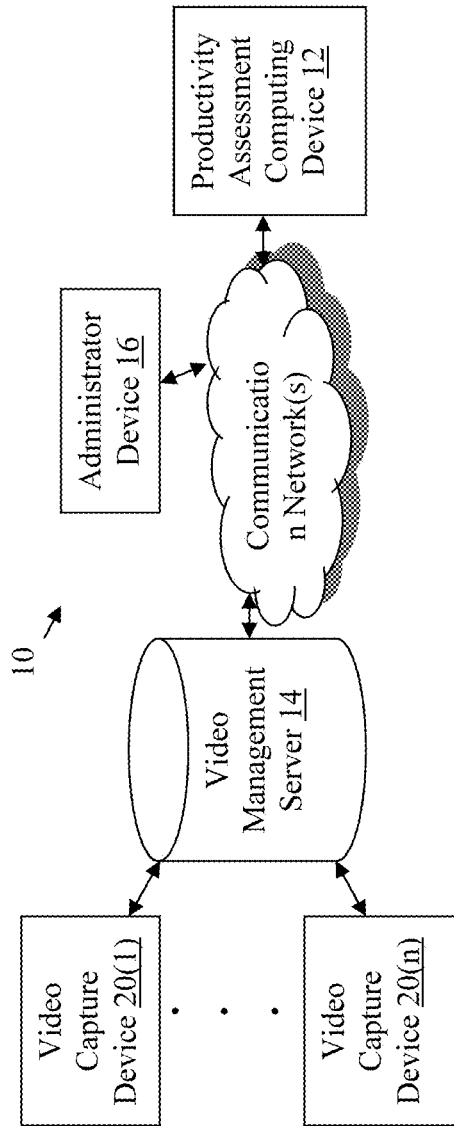 10
Video
Capture
Device 20(1)
Video
Capture
Device 20(n)
Video
Management
Server 14
Administrator
Device 16
Communicatio
n Network(s)
Productivity
Assessment
Computing
Device 12